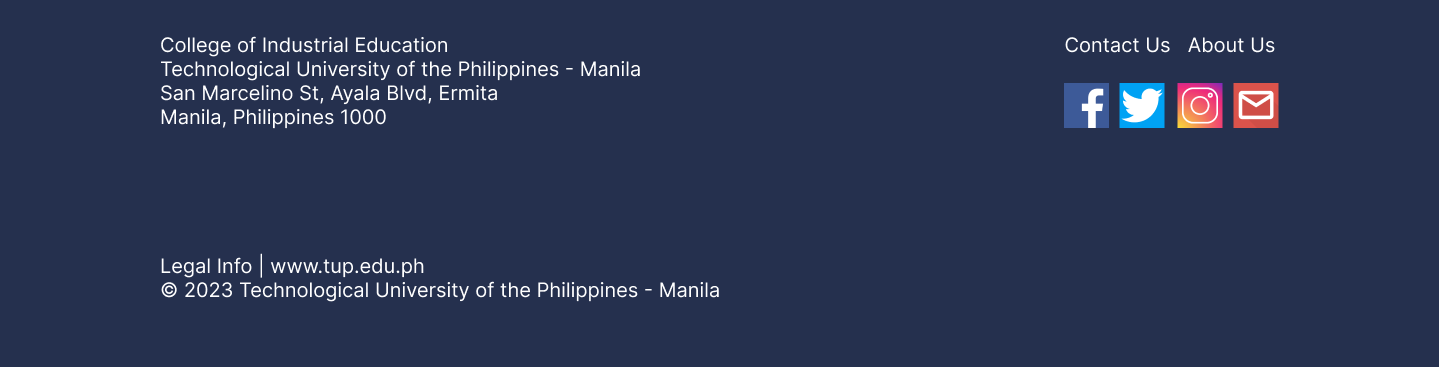 College of Industrial Education
Technological University of the Philippines - Manila
San Marcelino St, Ayala Blvd, Ermita
Manila, Philippines 1000
Contact Us About Us
Legal Info | www.tup.edu.ph
© 2023 Technological University of the Philippines - Manila